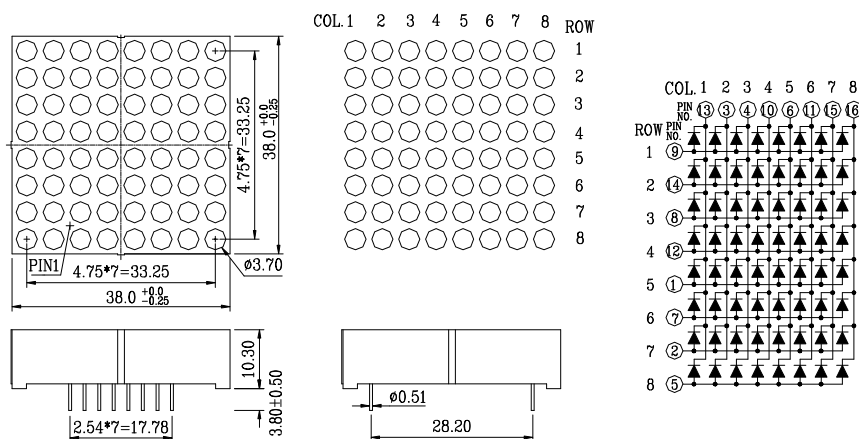 COL. 1 2 3 4 5 6 7 8 ROW
1
2
3
4
5
6
7
8
4.75*7=33.25
38.0 +0.0 -0.25
PIN1
4.75*7=33.25
ø3.70
38.0 +0.0 -0.25
10.30
3.80±0.50
2.54*7=17.78
ø0.51
28.20
COL. 1 2 3 4 5 6 7 8
PIN NO. 13 3 4 10 6 11 15 16
ROW PIN NO.
1 9
2 14
3 8
4 12
5 1
6 7
7 2
8 5